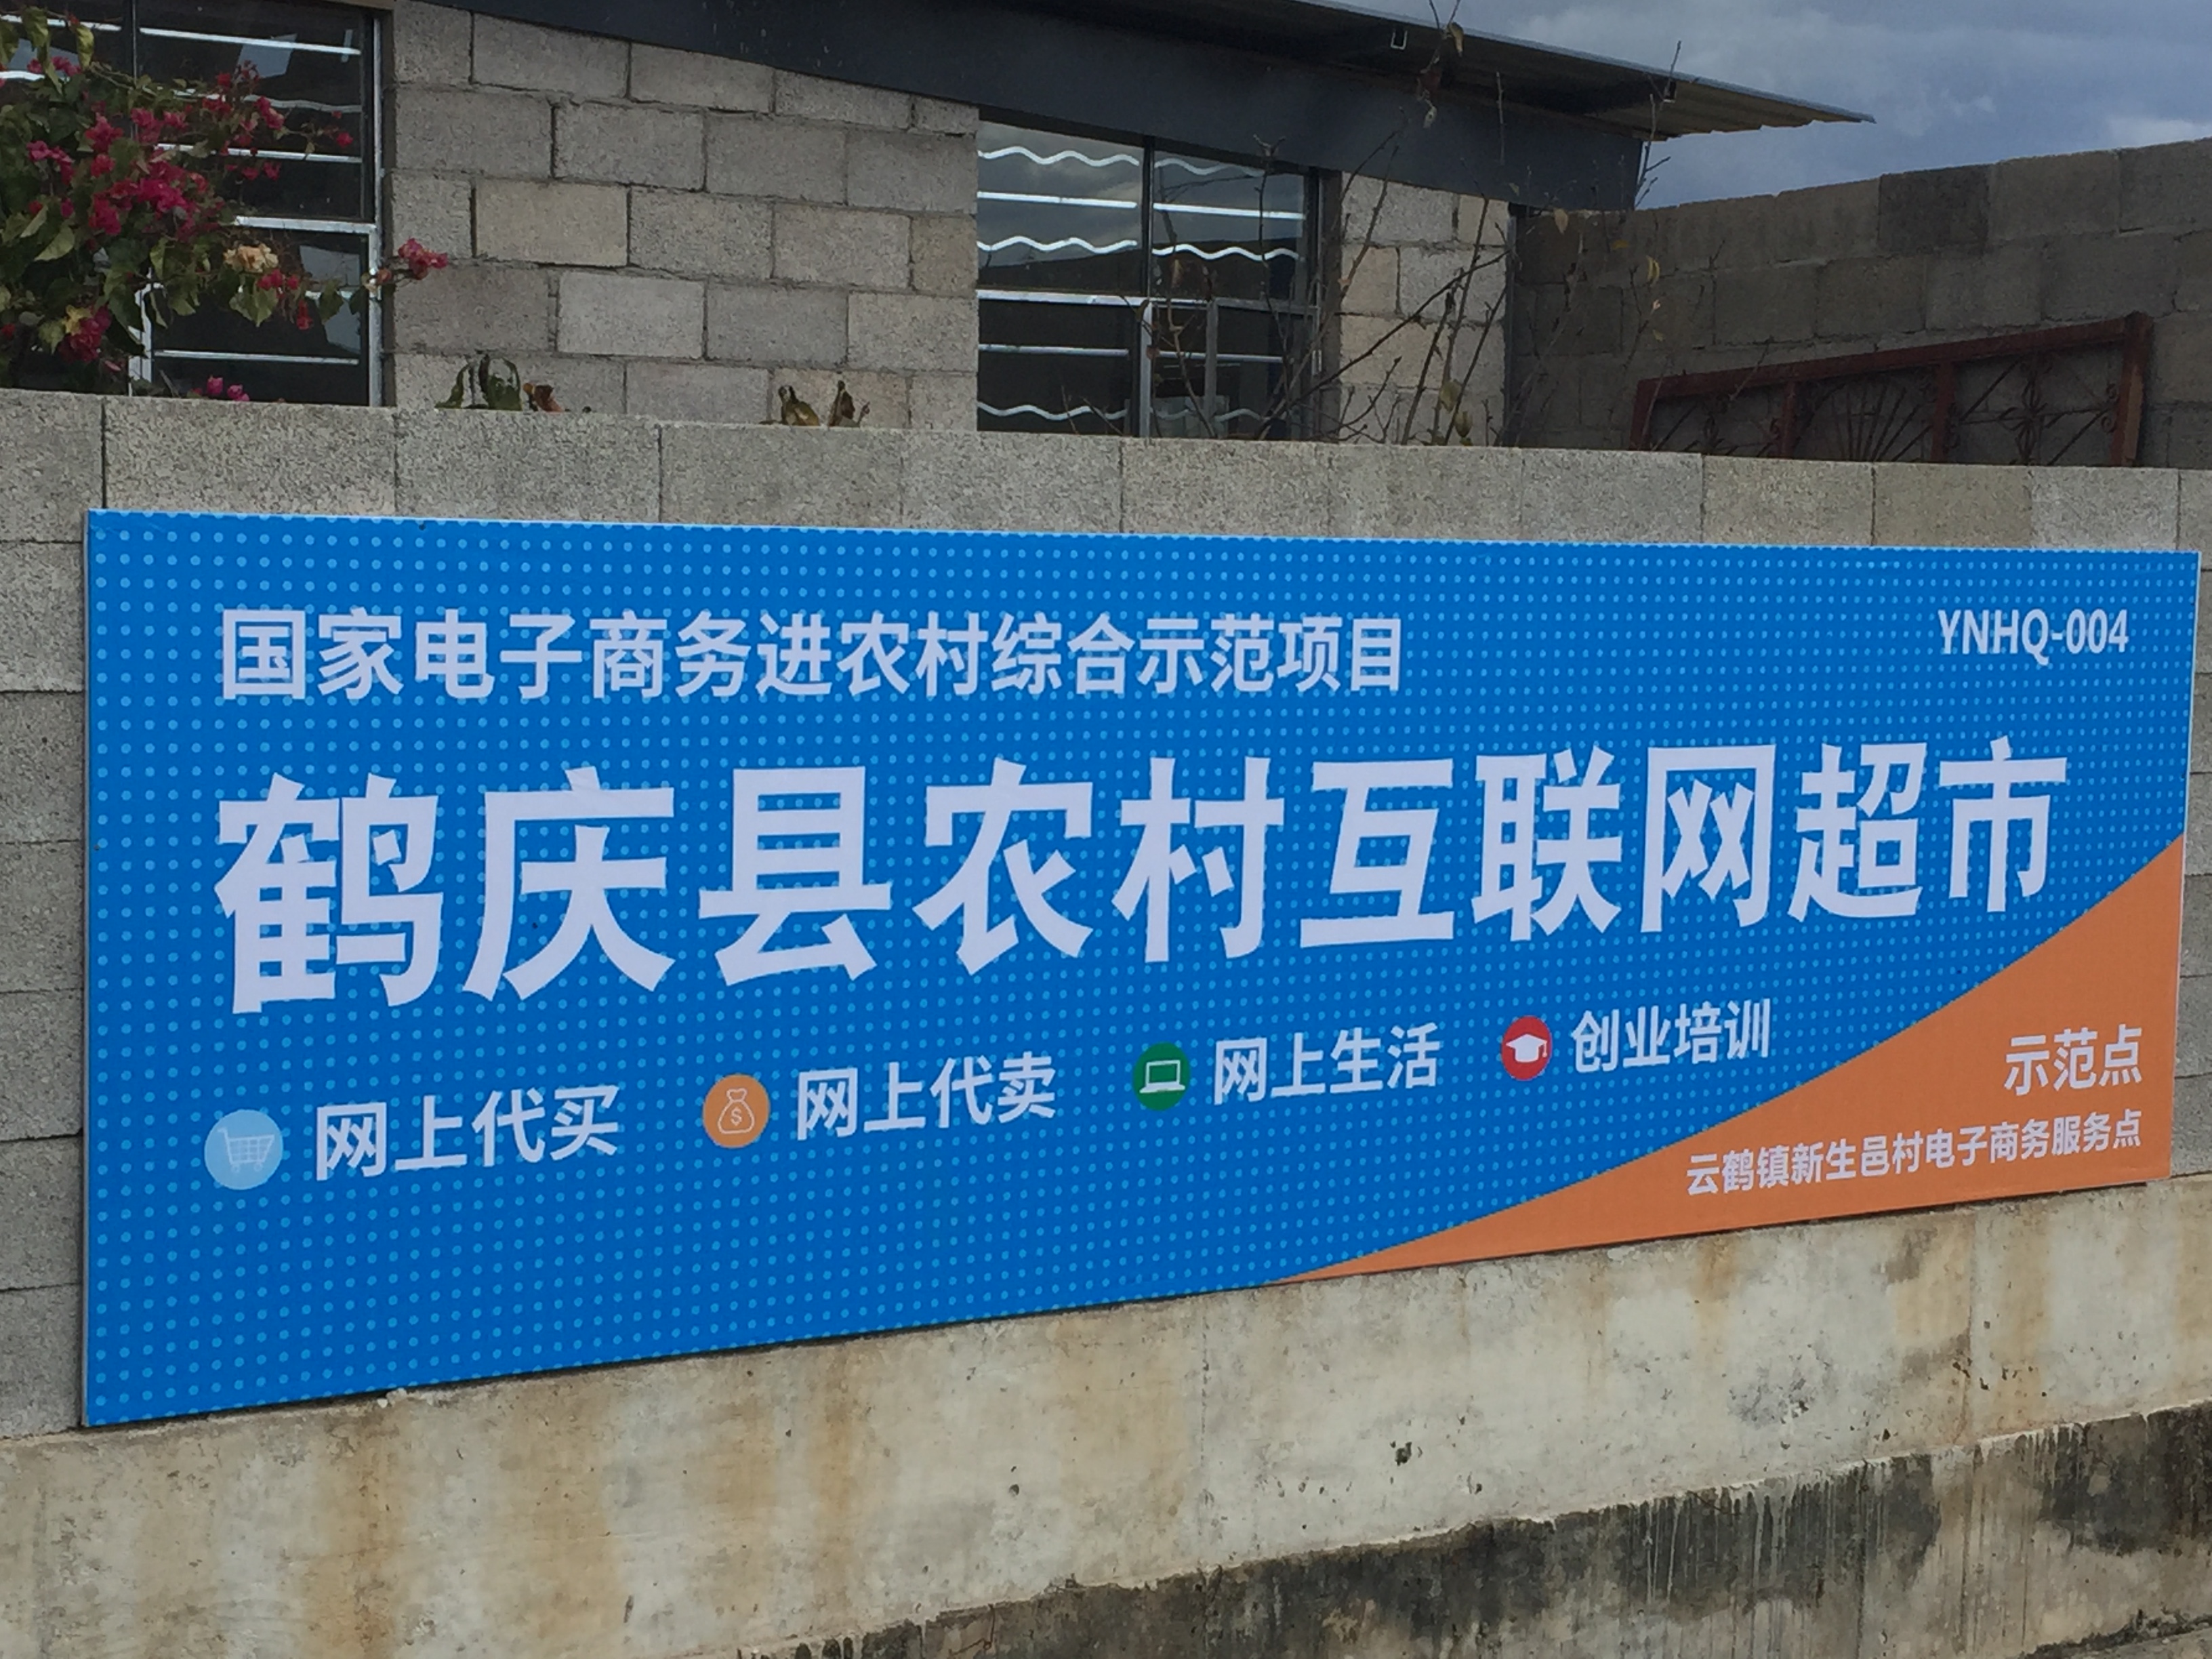 国家电子商务进农村综合示范项目
YNHQ-004
鹤庆县农村互联网超市
网上代买 网上代卖 网上生活 创业培训
示范点
云鹤镇新生邑村电子商务服务点